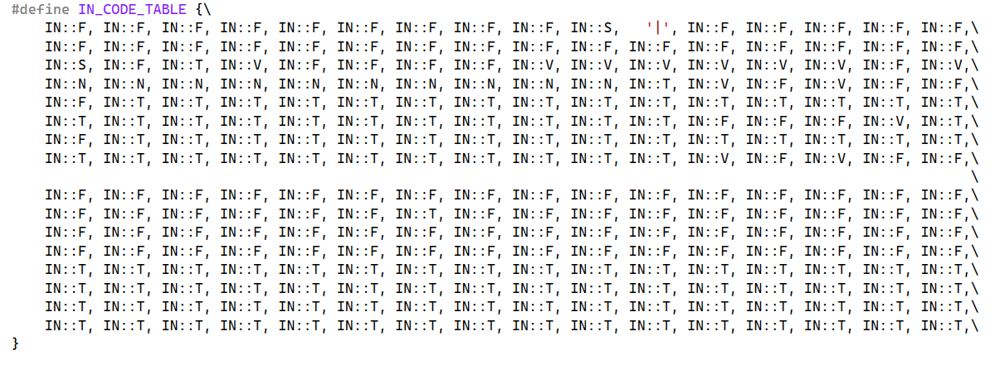 #define IN_CODE_TABLE {\
IN::F, IN::F, IN::F, IN::F, IN::F, IN::F, IN::F, IN::F, IN::F, IN::S, '|', IN::F, IN::F, IN::F, IN::F, IN::F,\
IN::F, IN::F, IN::F, IN::F, IN::F, IN::F, IN::F, IN::F, IN::F, IN::F, IN::F, IN::F, IN::F, IN::F, IN::F, IN::F,\
IN::S, IN::F, IN::T, IN::V, IN::F, IN::F, IN::F, IN::F, IN::V, IN::V, IN::V, IN::V, IN::V, IN::V, IN::F, IN::V,\
IN::N, IN::N, IN::N, IN::N, IN::N, IN::N, IN::N, IN::N, IN::N, IN::N, IN::T, IN::V, IN::F, IN::V, IN::F, IN::F,\
IN::F, IN::T, IN::T, IN::T, IN::T, IN::T, IN::T, IN::T, IN::T, IN::T, IN::T, IN::T, IN::T, IN::T, IN::T, IN::T,\
IN::T, IN::T, IN::T, IN::T, IN::T, IN::T, IN::T, IN::T, IN::T, IN::T, IN::T, IN::F, IN::F, IN::F, IN::V, IN::T,\
IN::F, IN::T, IN::T, IN::T, IN::T, IN::T, IN::T, IN::T, IN::T, IN::T, IN::T, IN::T, IN::T, IN::T, IN::T, IN::T,\
IN::T, IN::T, IN::T, IN::T, IN::T, IN::T, IN::T, IN::T, IN::T, IN::T, IN::T, IN::V, IN::F, IN::V, IN::F, IN::F,\
\
IN::F, IN::F, IN::F, IN::F, IN::F, IN::F, IN::F, IN::F, IN::F, IN::F, IN::F, IN::F, IN::F, IN::F, IN::F, IN::F,\
IN::F, IN::F, IN::F, IN::F, IN::F, IN::F, IN::T, IN::F, IN::F, IN::F, IN::F, IN::F, IN::F, IN::F, IN::F, IN::F,\
IN::F, IN::F, IN::F, IN::F, IN::F, IN::F, IN::F, IN::F, IN::F, IN::F, IN::F, IN::F, IN::F, IN::F, IN::F, IN::F,\
IN::F, IN::F, IN::F, IN::F, IN::F, IN::F, IN::F, IN::F, IN::F, IN::F, IN::F, IN::F, IN::F, IN::F, IN::F, IN::F,\
IN::T, IN::T, IN::T, IN::T, IN::T, IN::T, IN::T, IN::T, IN::T, IN::T, IN::T, IN::T, IN::T, IN::T, IN::T, IN::T,\
IN::T, IN::T, IN::T, IN::T, IN::T, IN::T, IN::T, IN::T, IN::T, IN::T, IN::T, IN::T, IN::T, IN::T, IN::T, IN::T,\
IN::T, IN::T, IN::T, IN::T, IN::T, IN::T, IN::T, IN::T, IN::T, IN::T, IN::T, IN::T, IN::T, IN::T, IN::T, IN::T,\
IN::T, IN::T, IN::T, IN::T, IN::T, IN::T, IN::T, IN::T, IN::T, IN::T, IN::T, IN::T, IN::T, IN::T, IN::T, IN::T,\
}